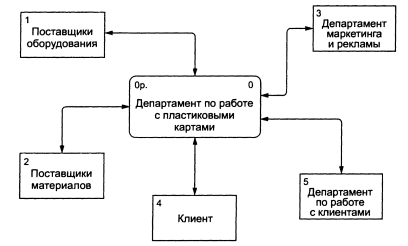 1
Поставщики
оборудования
3
Департамент
маркетинга
и рекламы
0р. 0
Департамент по работе
с пластиковыми
картами
2
Поставщики
материалов
4
Клиент
5
Департамент
по работе
с клиентами